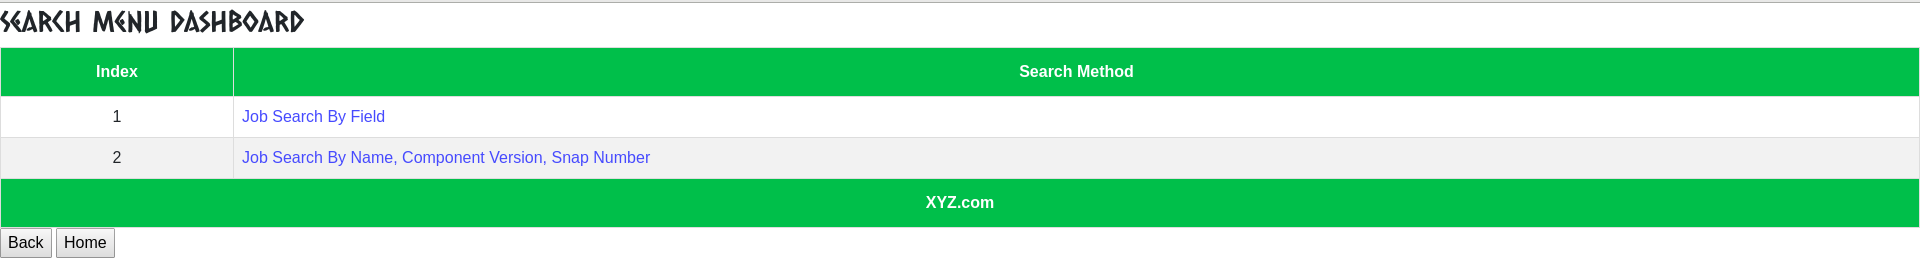 SEARCH MENU DASHBOARD
Index Search Method
1 Job Search By Field
2 Job Search By Name, Component Version, Snap Number
XYZ.com
Back Home